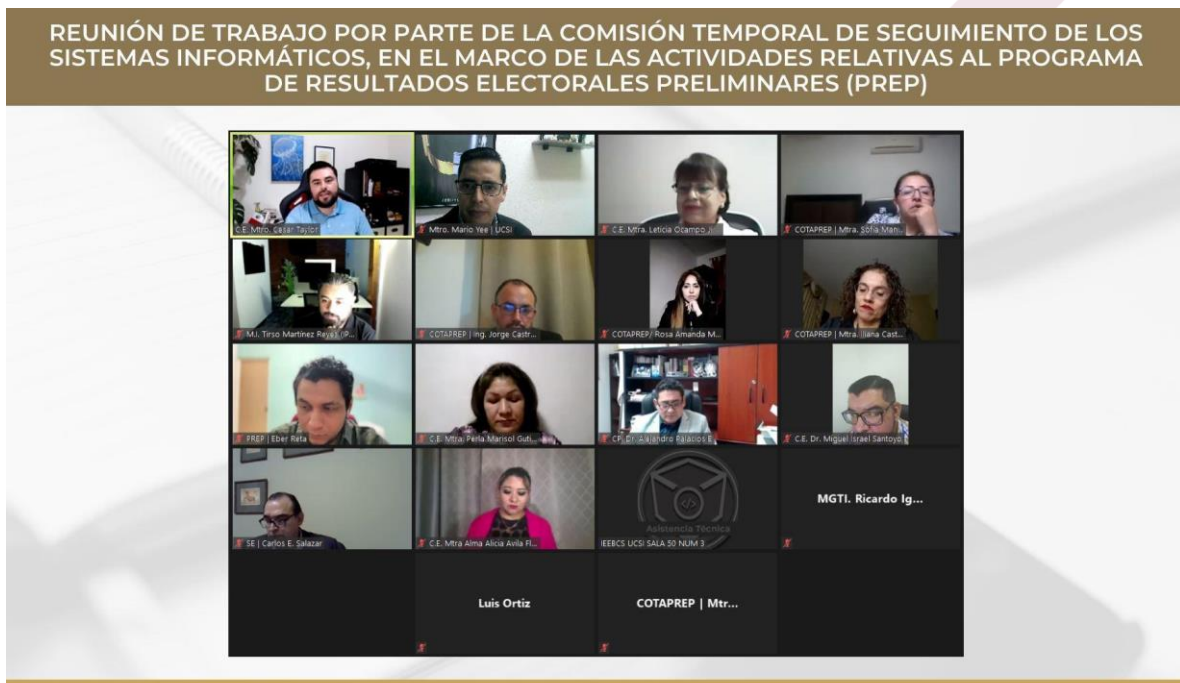 REUNIÓN DE TRABAJO POR PARTE DE LA COMISIÓN TEMPORAL DE SEGUIMIENTO DE LOS
SISTEMAS INFORMÁTICOS, EN EL MARCO DE LAS ACTIVIDADES RELATIVAS AL PROGRAMA
DE RESULTADOS ELECTORALES PRELIMINARES (PREP)
C.E. Mtro. César Taylor
Mtro. Mario Yee | UCSI
C.E. Mtra. Leticia Ocampo J
COTAPREP | Mtra. Sofía
M.I. Tirso Martínez Reyes
COTAPREP | Ing. Jorge Castr...
COTAPREP/ Rosa Amanda M...
COTAPREP | Mtra. Iliana Cast...
PREP | Eber Reta
C.E. Mtra. Perla Marisol Guti...
CP. Dr. Alejandro Palacios E.
C.E. Dr. Miguel Israel Santoyo
SE | Carlos E. Salazar
C.E. Mtra Alma Alicia Avila Fl...
</>
Asistencia Técnica
IEEBCS UCSI SALA 50 NUM 3
MGTI. Ricardo Ig...
Luis Ortiz
COTAPREP | Mtr...